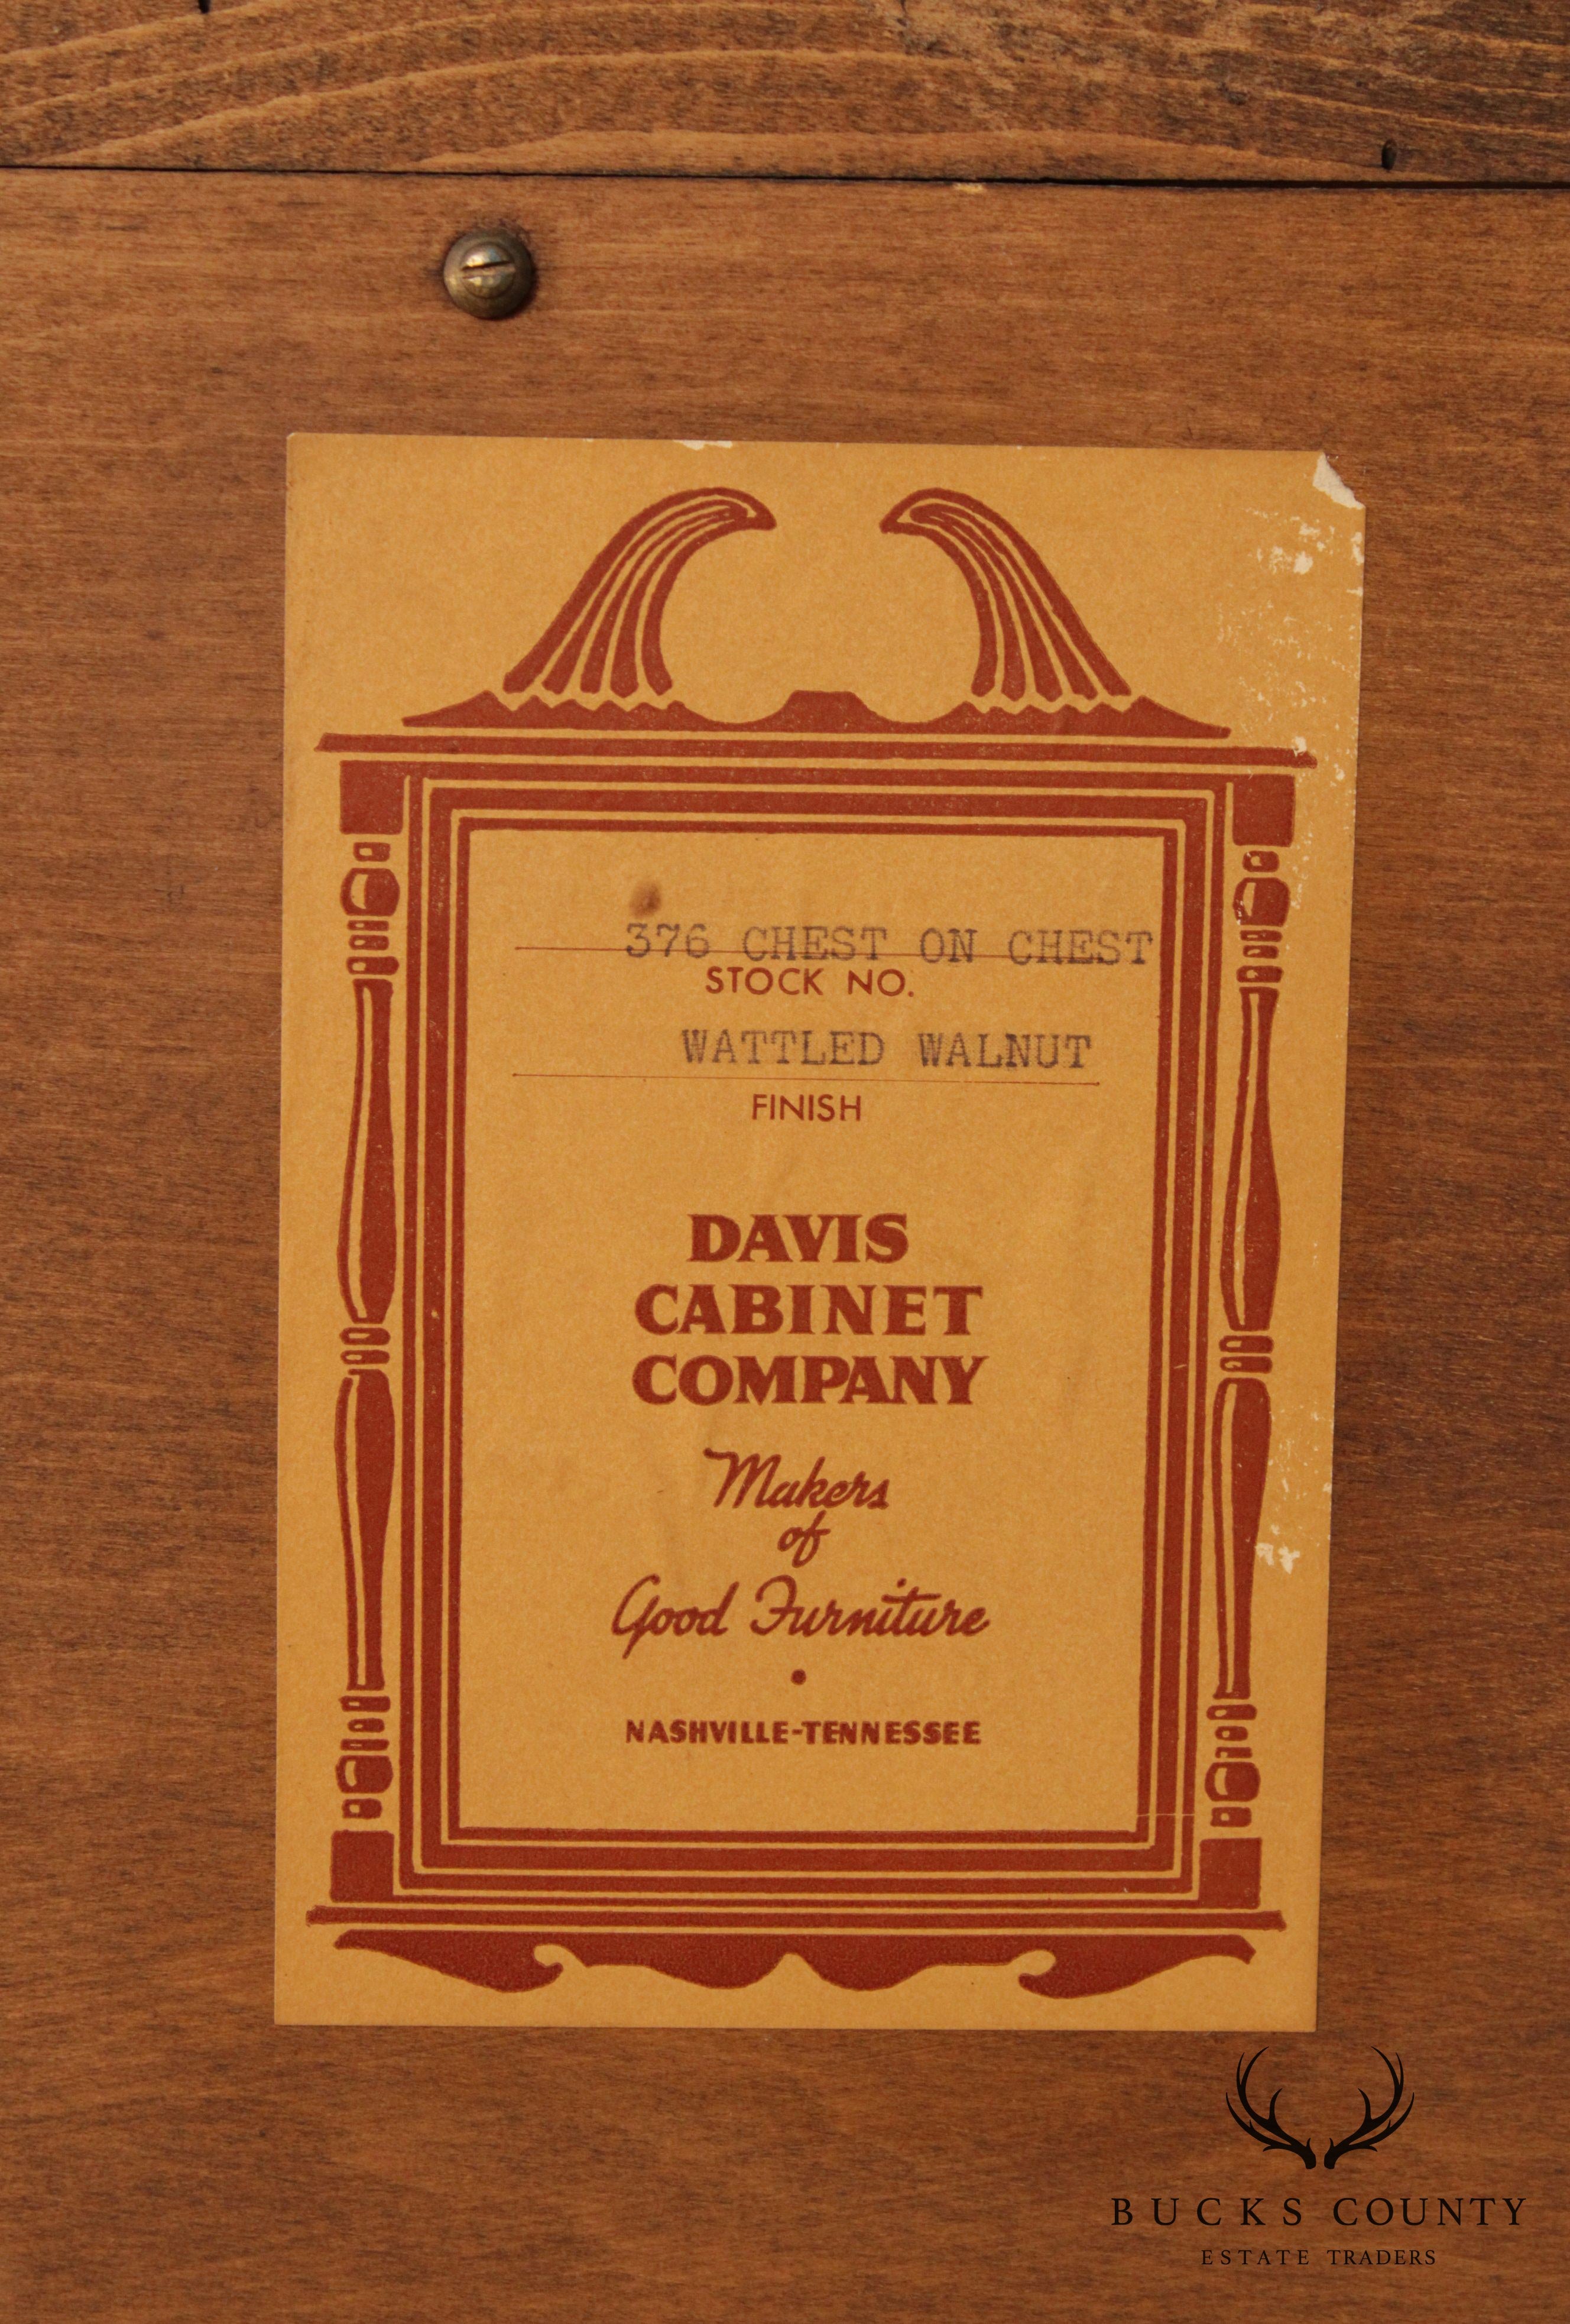 376 CHEST ON CHEST
STOCK NO.
WATTLED WALNUT
FINISH
DAVIS
CABINET
COMPANY
Makers
of
Good Furniture
•
NASHVILLE-TENNESSEE
BUCKS COUNTY
ESTATE TRADERS